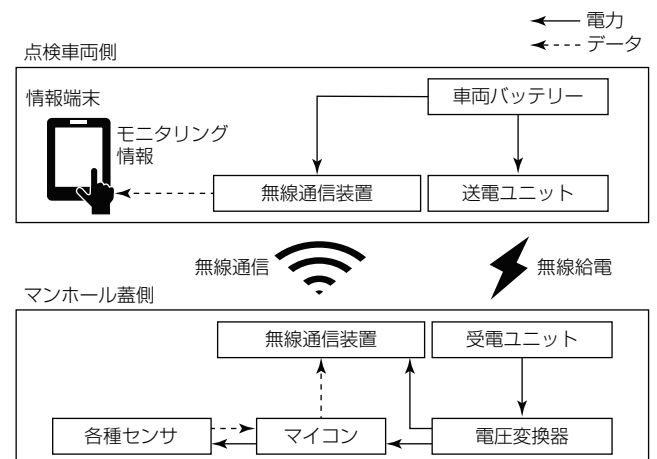 電力
データ
点検車両側
情報端末
モニタリング
情報
車両バッテリー
無線通信装置
送電ユニット
無線通信
無線給電
マンホール蓋側
無線通信装置
受電ユニット
各種センサ
マイコン
電圧変換器